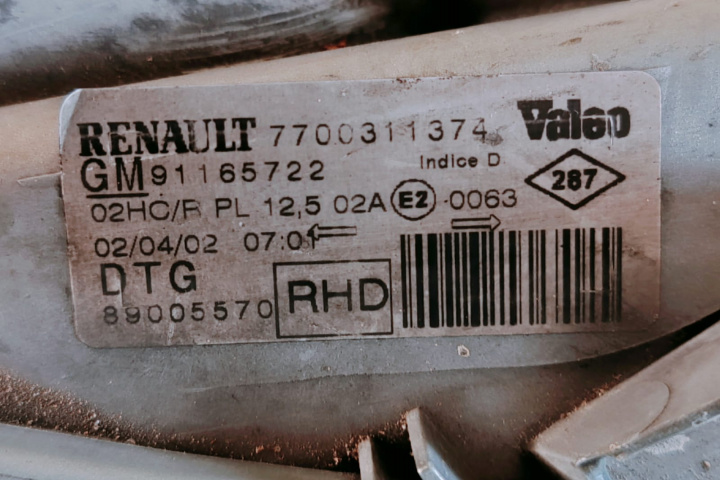 RENAULT 7700311374 Valeo
GM 91165722 Indice D
02HC/R PL 12,5 02A E2 0063
287
02/04/02 07:01
DTG
89005570
RHD